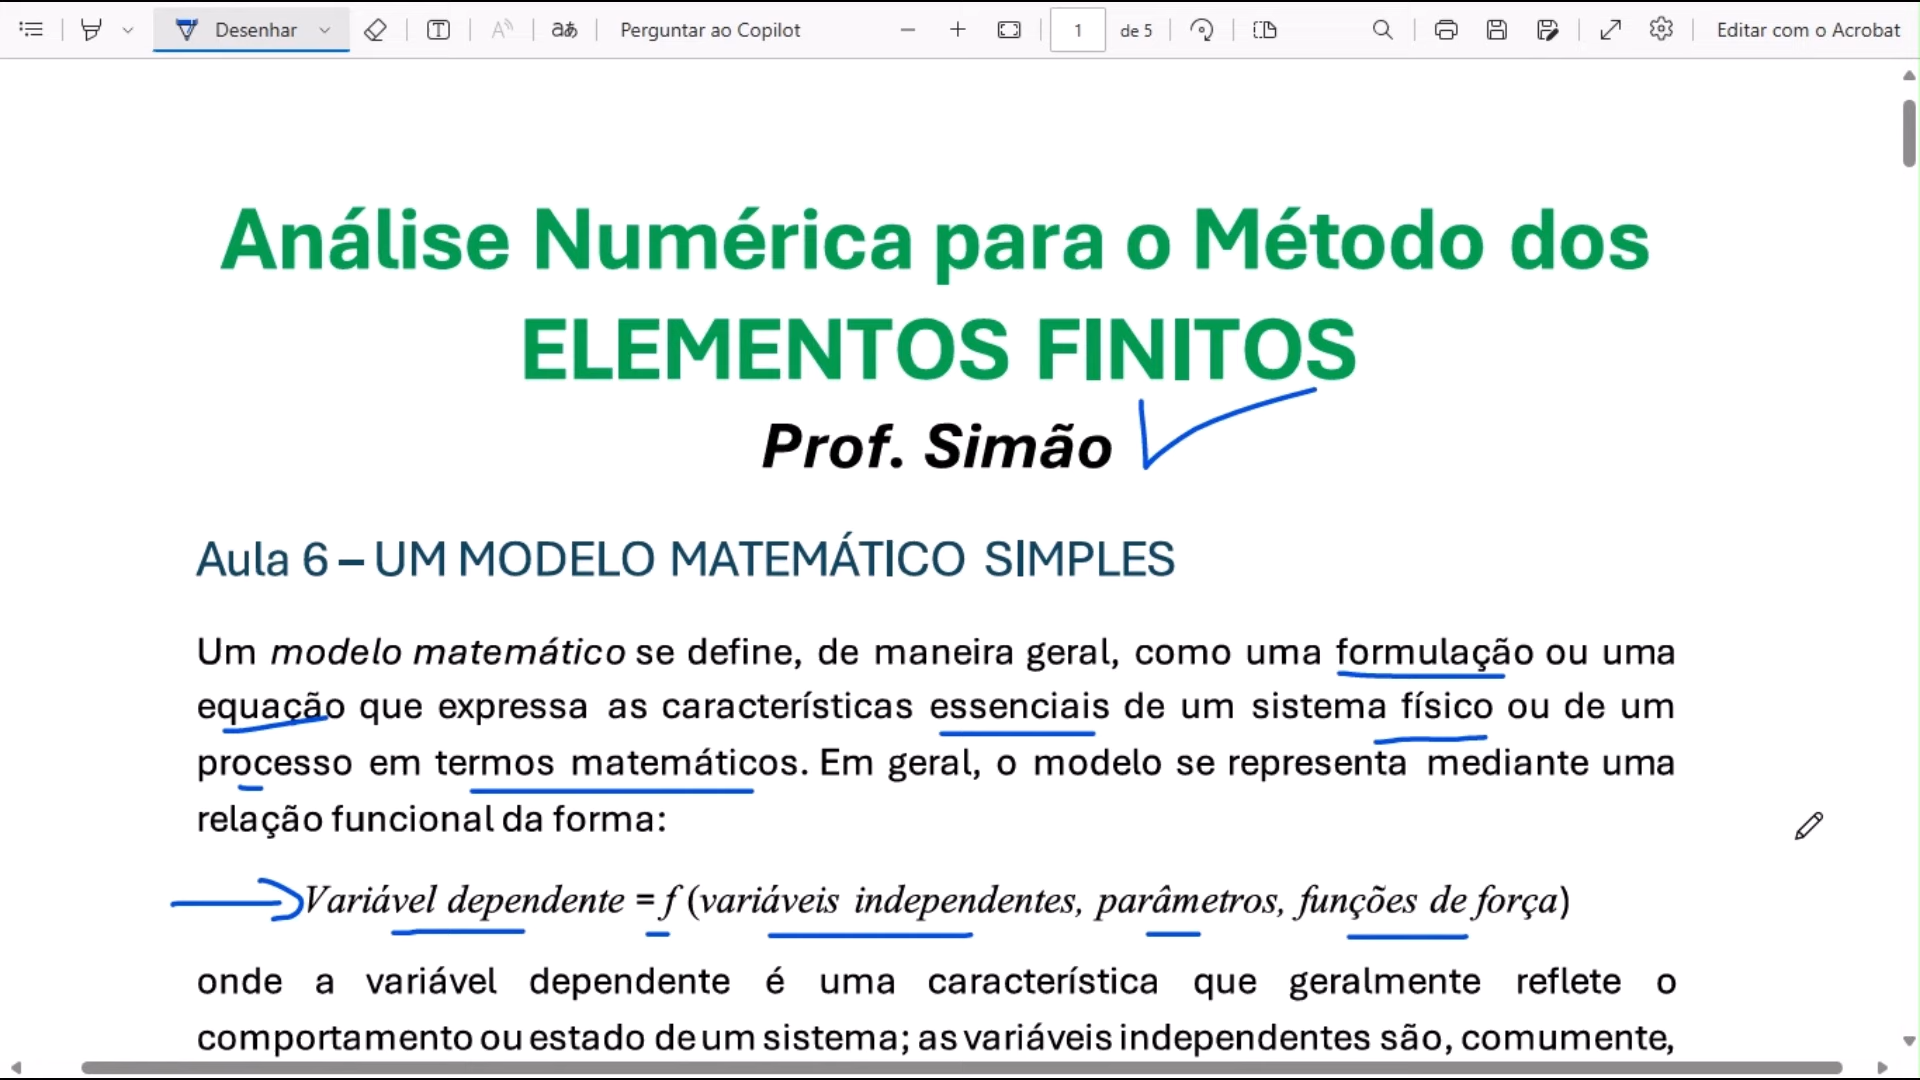 Desenhar
aあ
Perguntar ao Copilot
1 de 5
Editar com o Acrobat
Análise Numérica para o Método dos
ELEMENTOS FINITOS
Prof. Simão
Aula 6 – UM MODELO MATEMÁTICO SIMPLES
Um modelo matemático se define, de maneira geral, como uma formulação ou uma
equação que expressa as características essenciais de um sistema físico ou de um
processo em termos matemáticos. Em geral, o modelo se representa mediante uma
relação funcional da forma:
Variável dependente = f (variáveis independentes, parâmetros, funções de força)
onde a variável dependente é uma característica que geralmente reflete o
comportamento ou estado de um sistema; as variáveis independentes são, comumente,